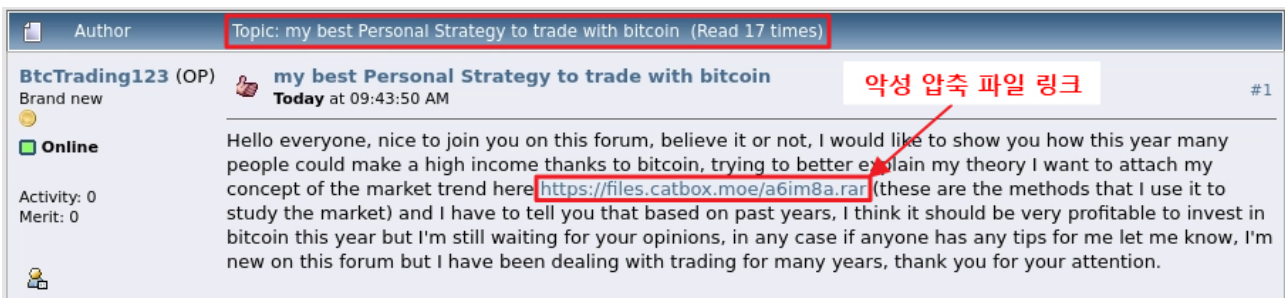 Author
Topic: my best Personal Strategy to trade with bitcoin (Read 17 times)
BtcTrading123 (OP)
Brand new
Online
Activity: 0
Merit: 0
my best Personal Strategy to trade with bitcoin
Today at 09:43:50 AM
악성 압축 파일 링크
#1
Hello everyone, nice to join you on this forum, believe it or not, I would like to show you how this year many
people could make a high income thanks to bitcoin, trying to better explain my theory I want to attach my
concept of the market trend here https://files.catbox.moe/a6im8a.rar (these are the methods that I use it to
study the market) and I have to tell you that based on past years, I think it should be very profitable to invest in
bitcoin this year but I'm still waiting for your opinions, in any case if anyone has any tips for me let me know, I'm
new on this forum but I have been dealing with trading for many years, thank you for your attention.